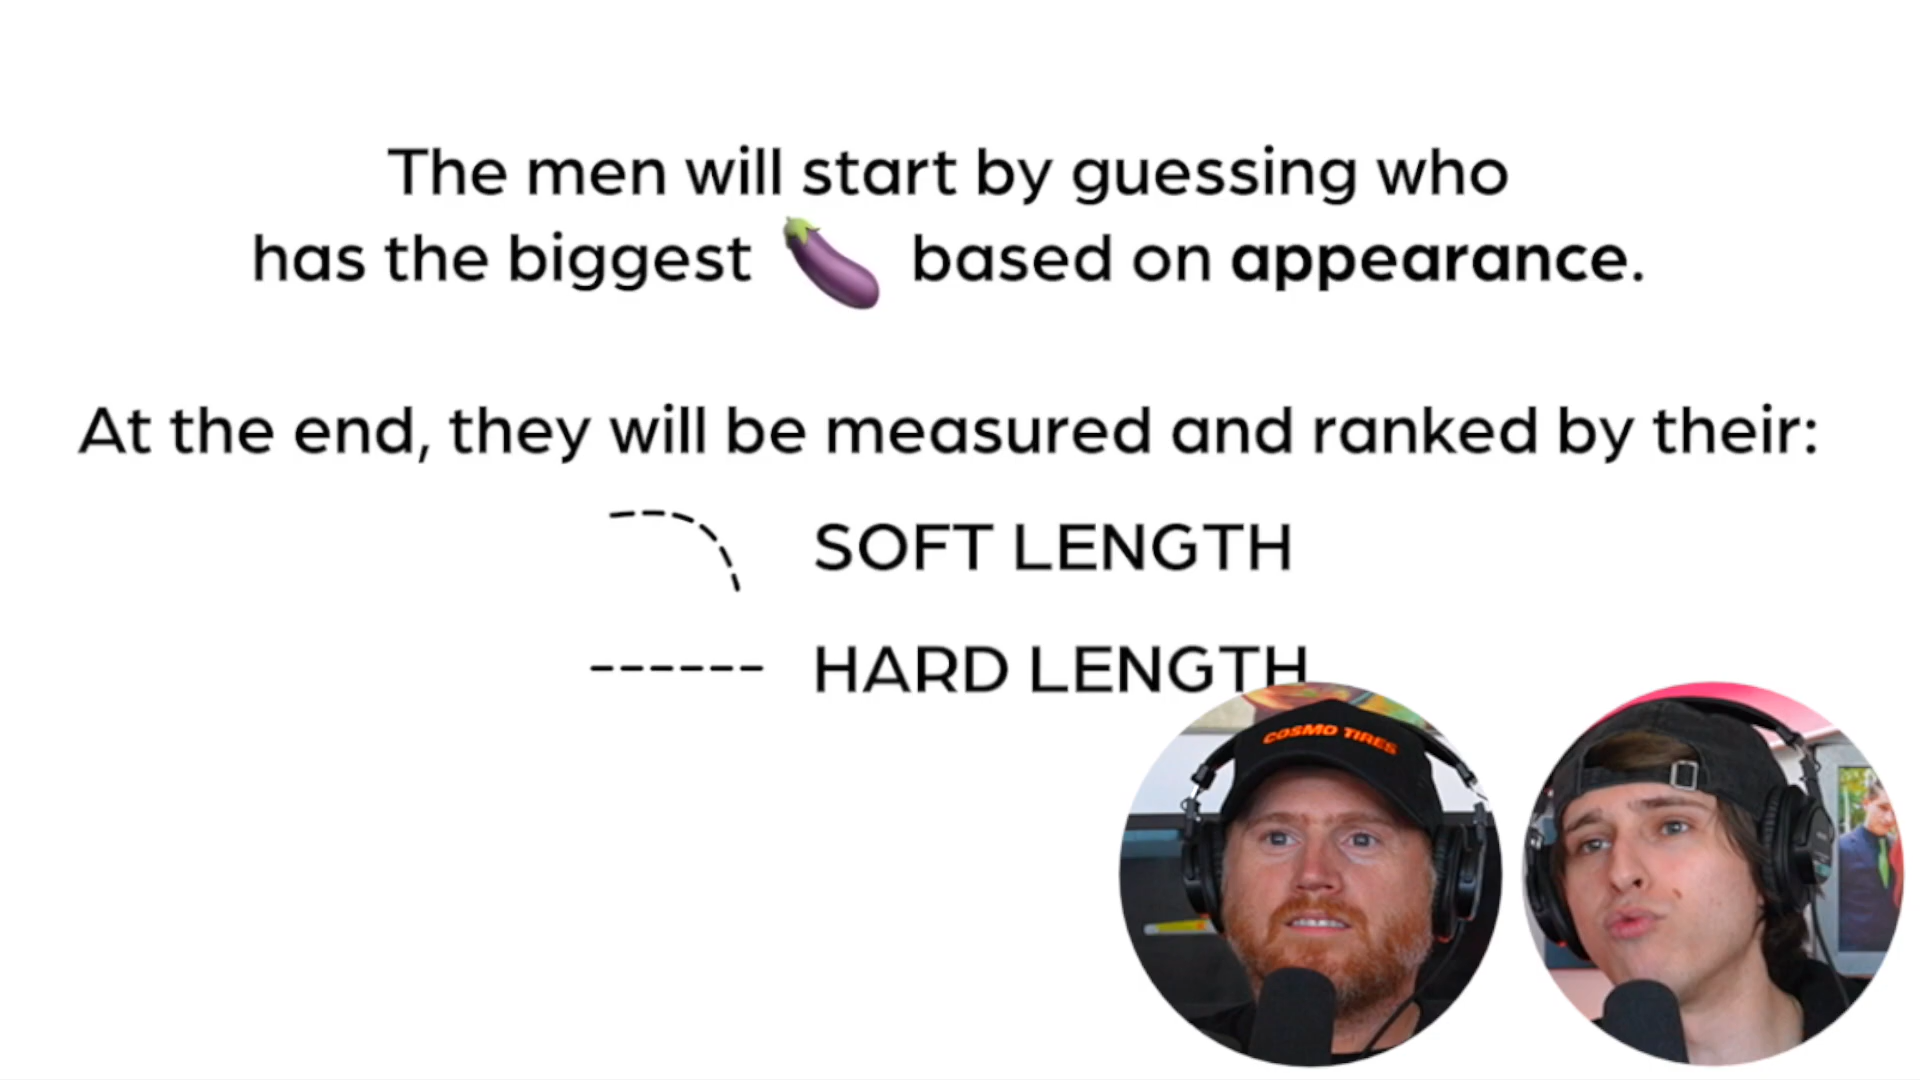 The men will start by guessing who
has the biggest 🍆 based on appearance.
At the end, they will be measured and ranked by their:
SOFT LENGTH
HARD LENGTH
COSMO TIRES